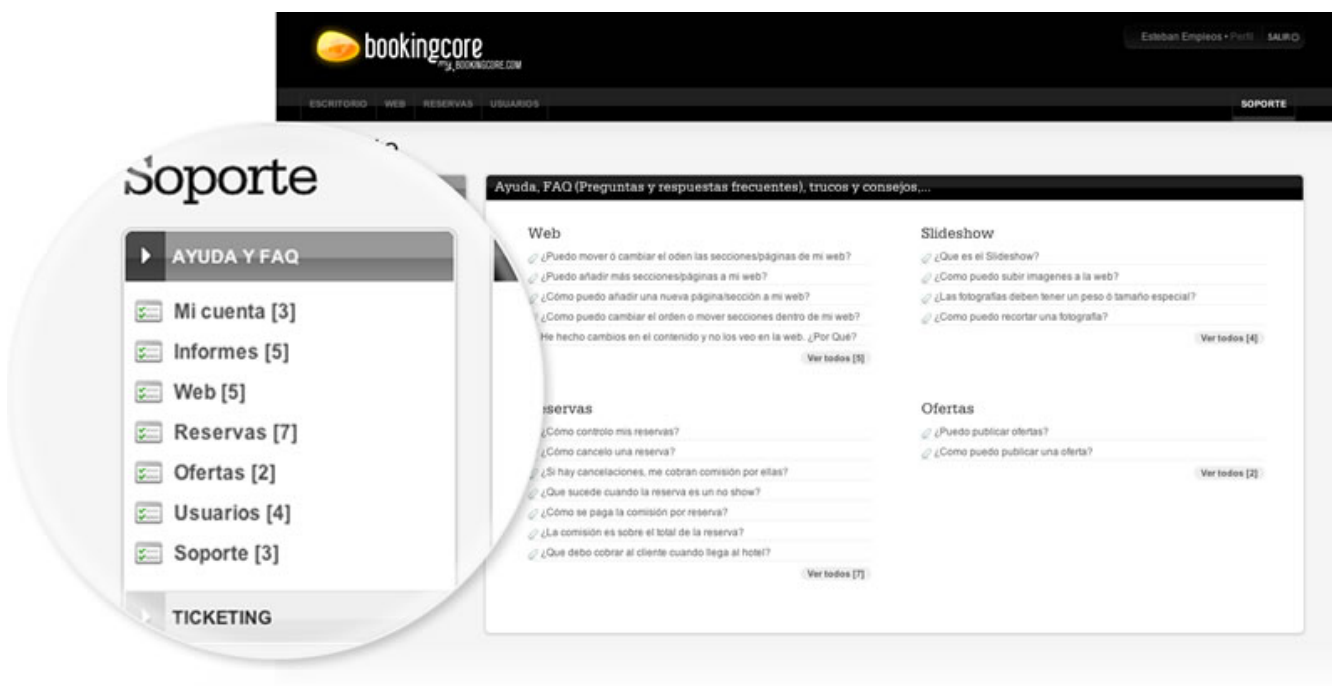 bookingcore
my.BOOKINGCORE.COM
Esteban Empleos • Perfil SALIR
ESCRITORIO WEB RESERVAS USUARIOS SOPORTE
Soporte
AYUDA Y FAQ
Mi cuenta [3]
Informes [5]
Web [5]
Reservas [7]
Ofertas [2]
Usuarios [4]
Soporte [3]
TICKETING
Ayuda, FAQ (Preguntas y respuestas frecuentes), trucos y consejos,...
Web
¿Puedo mover ó cambiar el oden las secciones/páginas de mi web?
¿Puedo añadir más secciones/páginas a mi web?
¿Cómo puedo añadir una nueva página/sección a mi web?
¿Como puedo cambiar el orden o mover secciones dentro de mi web?
He hecho cambios en el contenido y no los veo en la web. ¿Por Qué?
Ver todos [5]
Slideshow
¿Que es el Slideshow?
¿Como puedo subir imagenes a la web?
¿Las fotografias deben tener un peso ó tamaño especial?
¿Como puedo recortar una fotografia?
Ver todos [4]
eservas
¿Cómo controlo mis reservas?
¿Cómo cancelo una reserva?
¿Si hay cancelaciones, me cobran comisión por ellas?
¿Que sucede cuando la reserva es un no show?
¿Cómo se paga la comisión por reserva?
¿La comisión es sobre el total de la reserva?
¿Que debo cobrar al cliente cuando llega al hotel?
Ver todos [7]
Ofertas
¿Puedo publicar ofertas?
¿Como puedo publicar una oferta?
Ver todos [2]